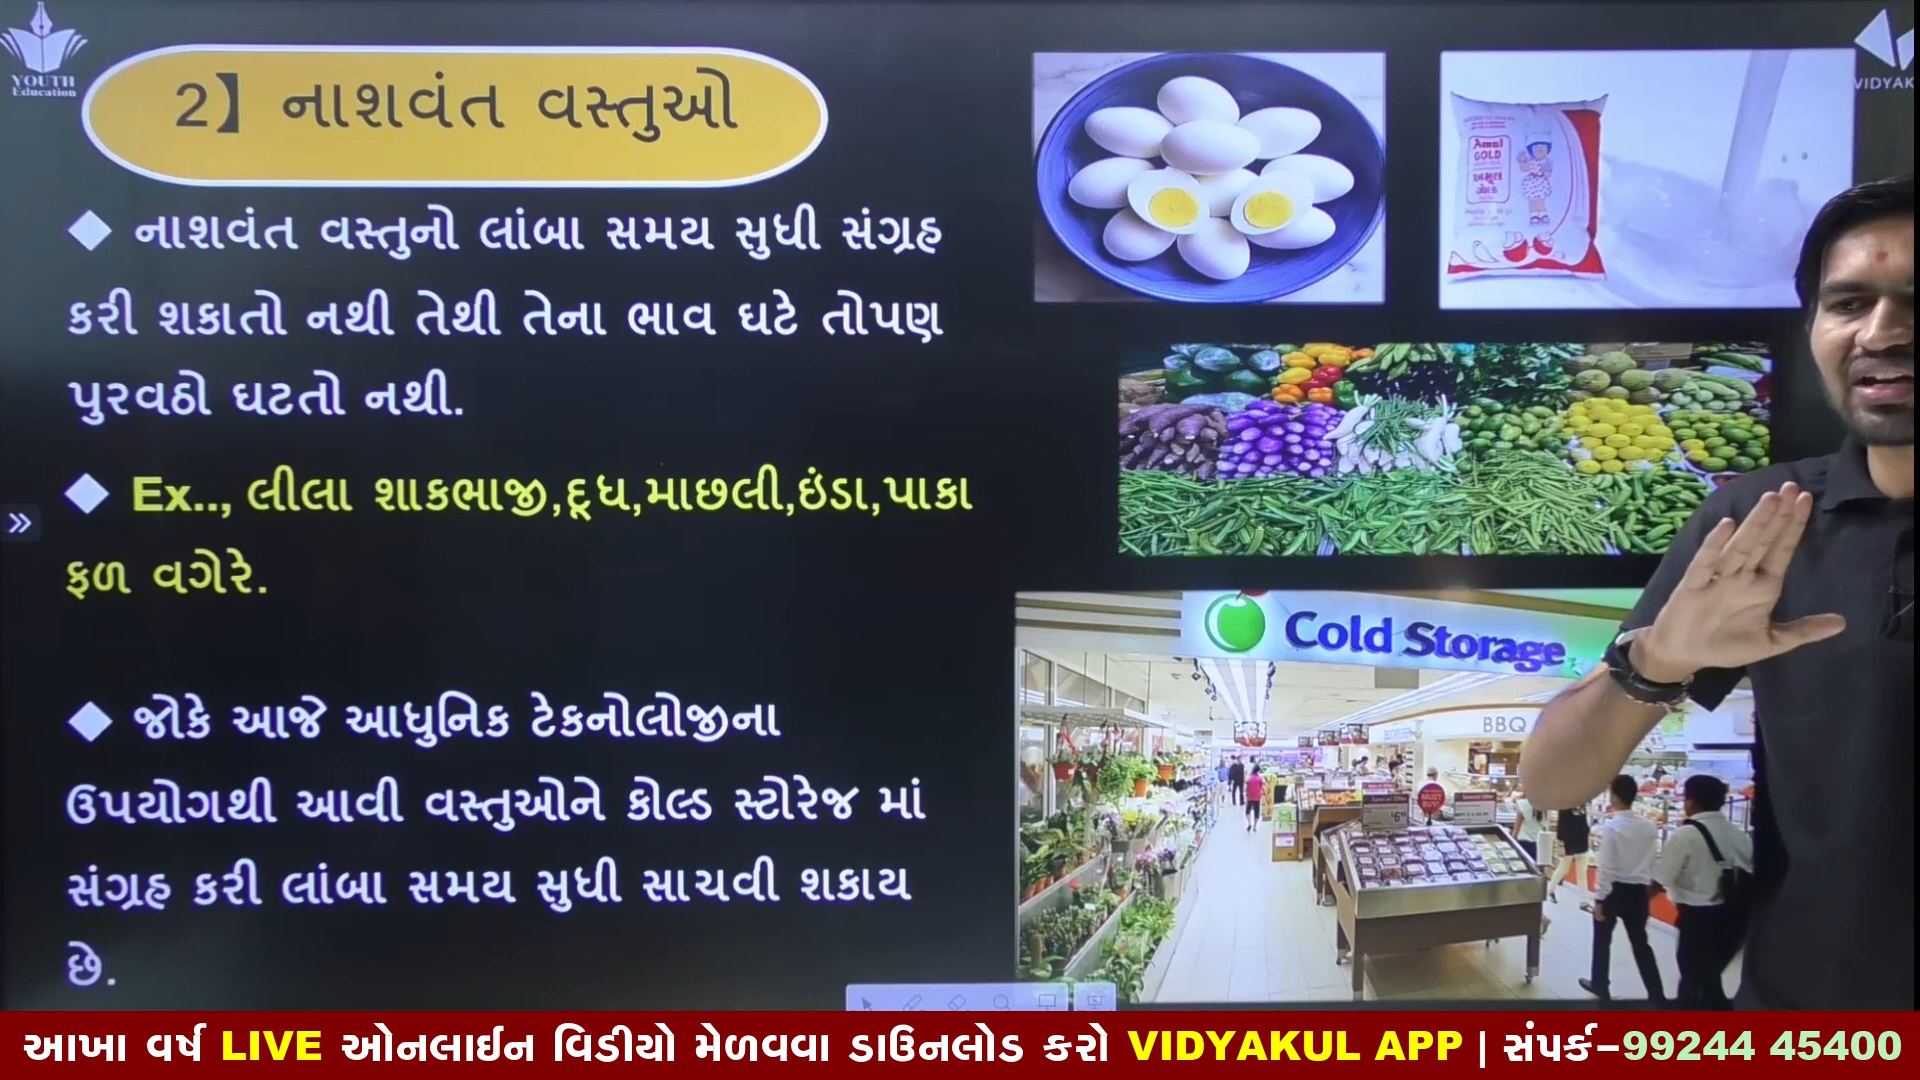 YOUTH
Education
2】 નાશવંત વસ્તુઓ
◆ નાશવંત વસ્તુનો લાંબા સમય સુધી સંગ્રહ
કરી શકાતો નથી તેથી તેના ભાવ ઘટે તોપણ
પુરવઠો ઘટતો નથી.
◆ Ex.., લીલા શાકભાજી,દૂધ,માછલી,ઇંડા,પાકા
ફળ વગેરે.
◆ જોકે આજે આધુનિક ટેકનોલોજીના
ઉપયોગથી આવી વસ્તુઓને કોલ્ડ સ્ટોરેજ માં
સંગ્રહ કરી લાંબા સમય સુધી સાચવી શકાય
છે.
VIDYAK
Amul
GOLD
અમૂલ
ગોલ્ડ
Cold Storage
BBQ
MUST
BUY!
આખા વર્ષ LIVE ઓનલાઈન વિડીયો મેળવવા ડાઉનલોડ કરો VIDYAKUL APP | સંપર્ક-99244 45400